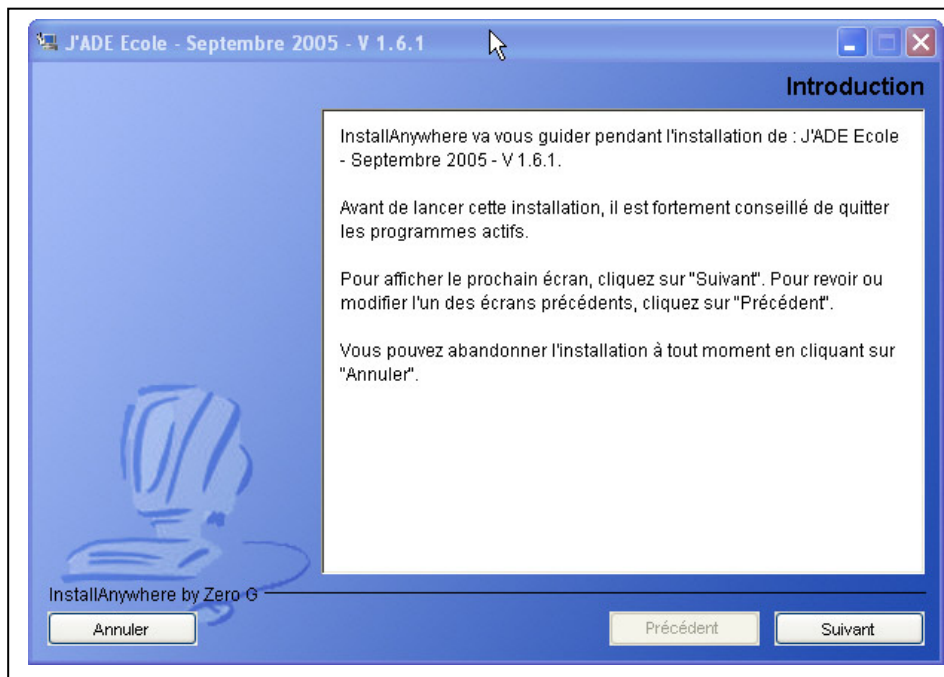 J'ADE Ecole - Septembre 2005 - V 1.6.1
Introduction
InstallAnywhere va vous guider pendant l'installation de : J'ADE Ecole
- Septembre 2005 - V 1.6.1.
Avant de lancer cette installation, il est fortement conseillé de quitter
les programmes actifs.
Pour afficher le prochain écran, cliquez sur "Suivant". Pour revoir ou
modifier l'un des écrans précédents, cliquez sur "Précédent".
Vous pouvez abandonner l'installation à tout moment en cliquant sur
"Annuler".
InstallAnywhere by Zero G
Annuler
Précédent
Suivant